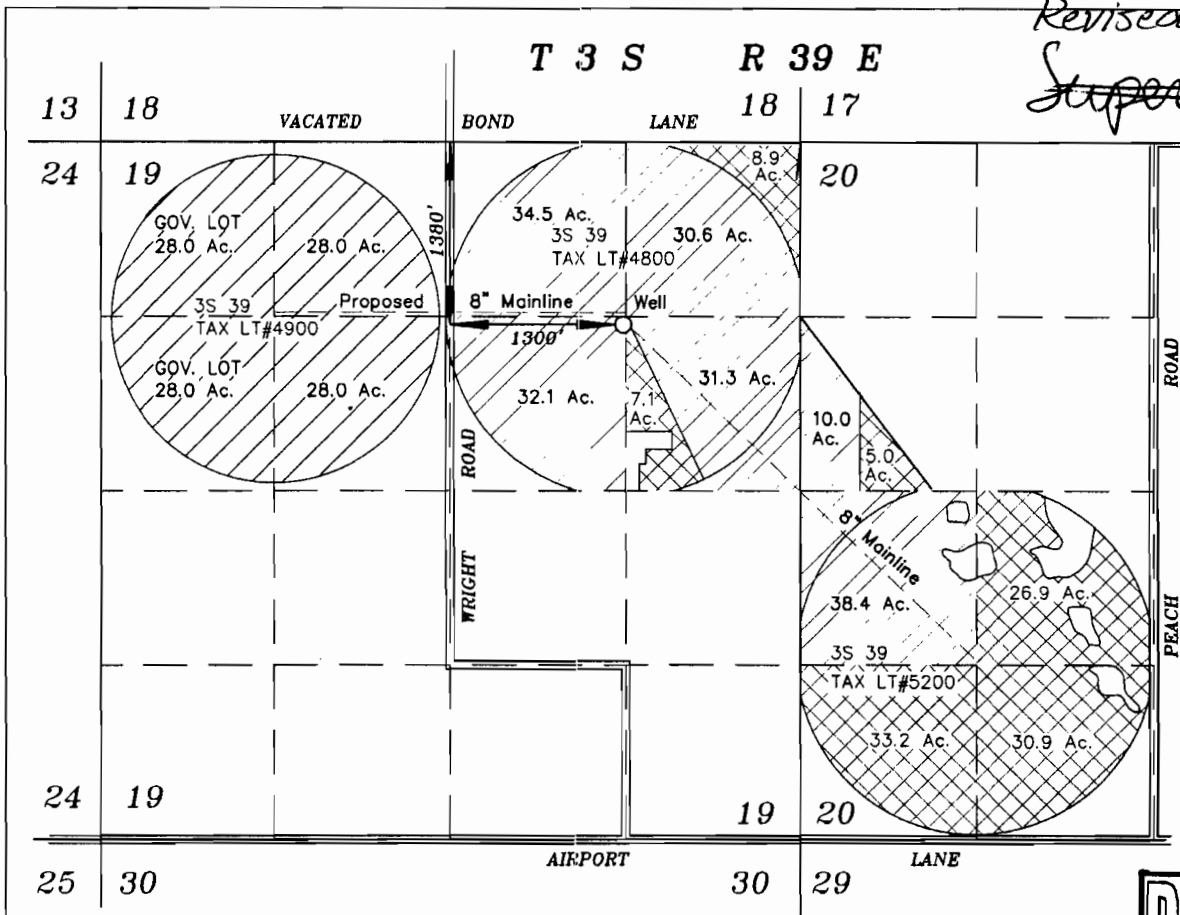 Revised
T 3 S R 39 E
13 18 18 17
VACATED BOND LANE
24 19 20
8.9
Ac.
GOV. LOT
28.0 Ac. 28.0 Ac.
1380'
34.5 Ac. 30.6 Ac.
3S 39
TAX LT#4800
3S 39
TAX LT#4900
Proposed 8" Mainline Well
1300'
GOV. LOT
28.0 Ac. 28.0 Ac.
32.1 Ac. 7.1
Ac.
31.3 Ac.
10.0
Ac.
5.0
Ac.
ROAD
ROAD
WRIGHT
8" Mainline
38.4 Ac. 26.9 Ac.
3S 39
TAX LT#5200
PEACH
33.2 Ac. 30.9 Ac.
24 19 19 20
AIRPORT LANE
25 30 30 29